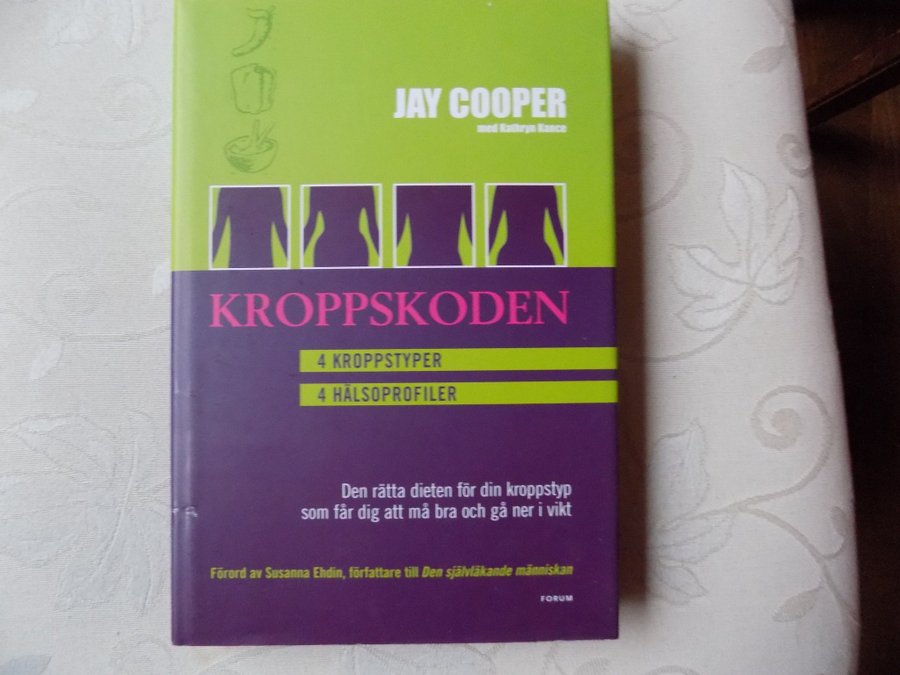 JAY COOPER
med Kathryn Nance
KROPPSKODEN
4 KROPPSTYPER
4 HÄLSOPROFILER
Den rätta dieten för din kroppstyp
som får dig att må bra och gå ner i vikt
Förord av Susanna Ehdin, författare till Den självläkande människan
FORUM